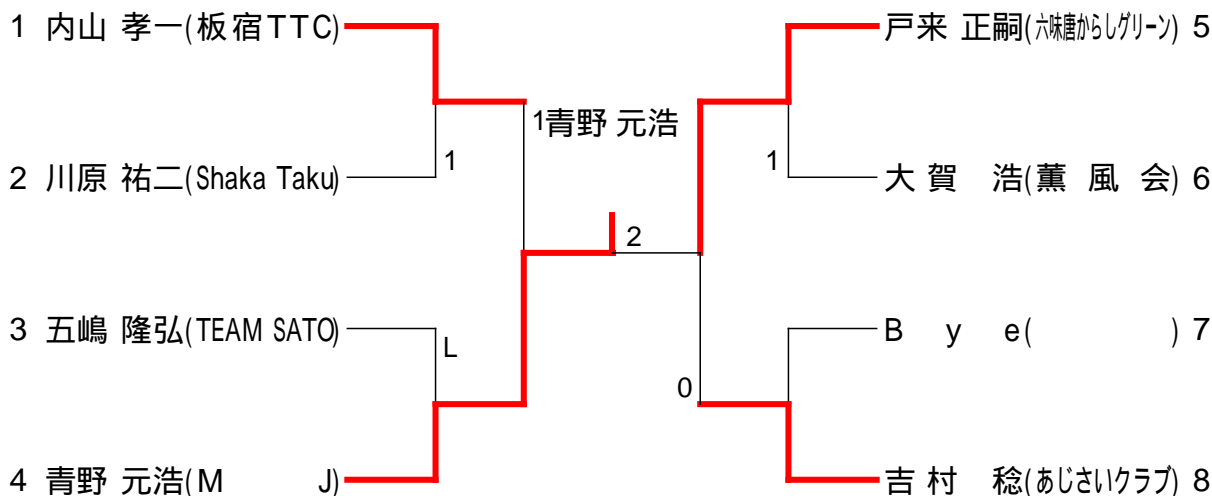 1 内山 孝一(板宿TTC)
戸来 正嗣(六味唐からしグリーン) 5
1青野 元浩
1
1
2 川原 祐二(Shaka Taku)
大賀 浩(薫風会) 6
2
3 五嶋 隆弘(TEAM SATO)
L
Bye( ) 7
0
4 青野 元浩(M J)
吉村 稔(あじさいクラブ) 8